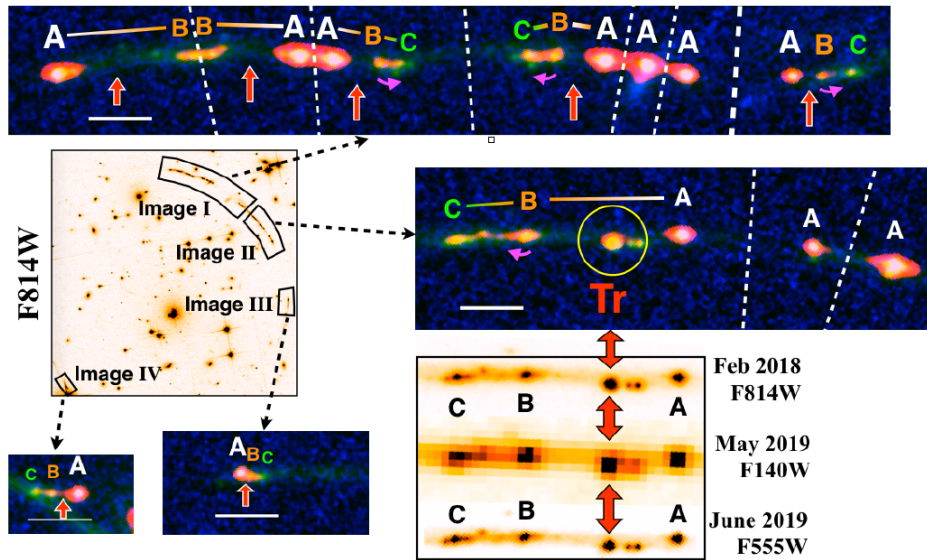 A B B A A B C C B A A A A B C
F814W
Image I
Image II
Image III
Image IV
C B A A A
Tr
Feb 2018
F814W
C B A
May 2019
F140W
C B A
June 2019
F555W
C B A
A B C